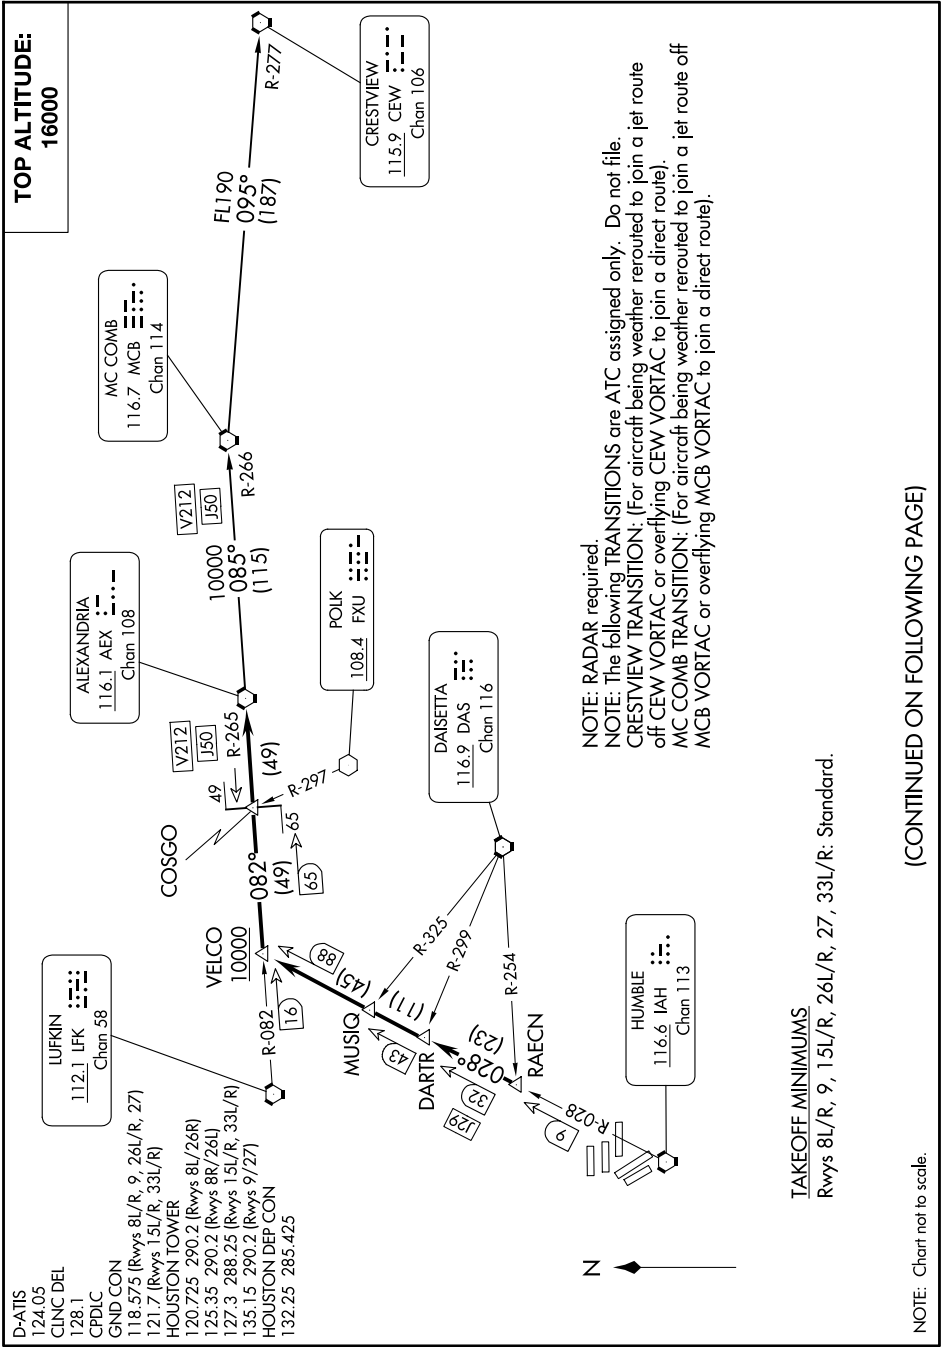 TOP ALTITUDE:
16000
D-ATIS
124.05
CLNC DEL
128.1
CPDLC
GND CON
118.575 (Rwys 8L/R, 9, 26L/R, 27)
121.7 (Rwys 15L/R, 33L/R)
HOUSTON TOWER
120.725 290.2 (Rwys 8L/26R)
125.35 290.2 (Rwys 8R/26L)
127.3 288.25 (Rwys 15L/R, 33L/R)
135.15 290.2 (Rwys 9/27)
HOUSTON DEP CON
132.25 285.425
LUFKIN
112.1 LFK
Chan 58
ALEXANDRIA
116.1 AEX
Chan 108
MC COMB
116.7 MCB
Chan 114
CRESTVIEW
115.9 CEW
Chan 106
R-277
FL190
095°
(187)
R-266
V212
J50
10000
085°
(115)
V212
J50
R-265
(49)
49
COSGO
65
65
R-297
POLK
108.4 FXU
082°
(49)
VELCO
10000
R-082
16
88
(45)
MUSIQ
R-325
(11)
43
DARTR
R-299
DAISETTA
116.9 DAS
Chan 116
R-254
(23)
028°
32
J29
RAECN
9
R-028
HUMBLE
116.6 IAH
Chan 113
N
NOTE: RADAR required.
NOTE: The following TRANSITIONS are ATC assigned only. Do not file.
CRESTVIEW TRANSITION: (For aircraft being weather rerouted to join a jet route
off CEW VORTAC or overflying CEW VORTAC to join a direct route).
MC COMB TRANSITION: (For aircraft being weather rerouted to join a jet route off
MCB VORTAC or overflying MCB VORTAC to join a direct route).
TAKEOFF MINIMUMS
Rwys 8L/R, 9, 15L/R, 26L/R, 27, 33L/R: Standard.
(CONTINUED ON FOLLOWING PAGE)
NOTE: Chart not to scale.